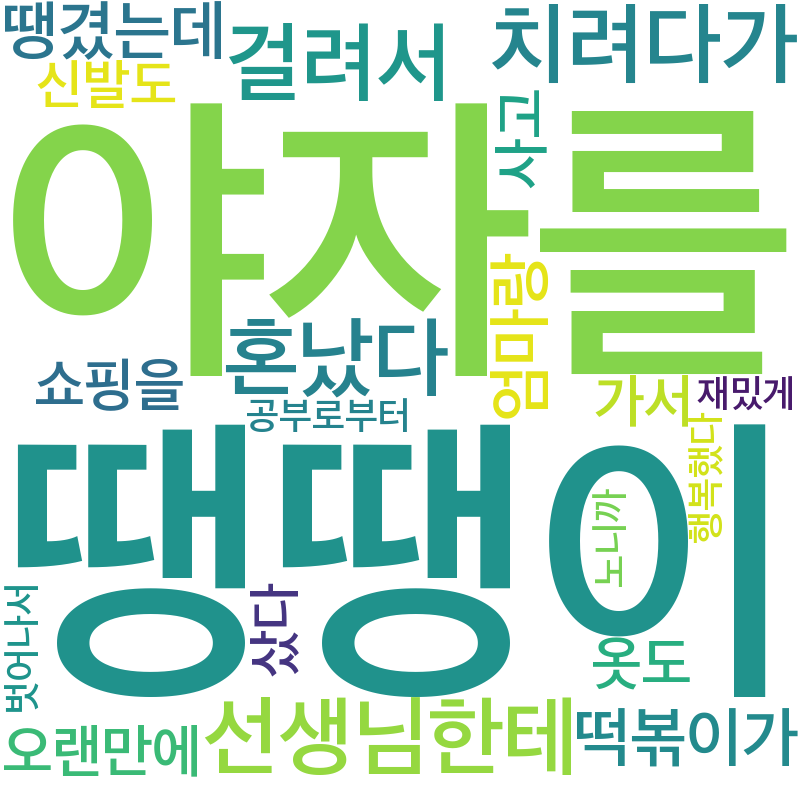 땡겼는데
걸려서
치려다가
신발도
야자를
사고
엄마랑
혼났다
쇼핑을
공부로부터
가서
재밌게
행복했다
땡땡이
노니까
벗어나서
샀다
옷도
오랜만에
선생님한테
떡볶이가